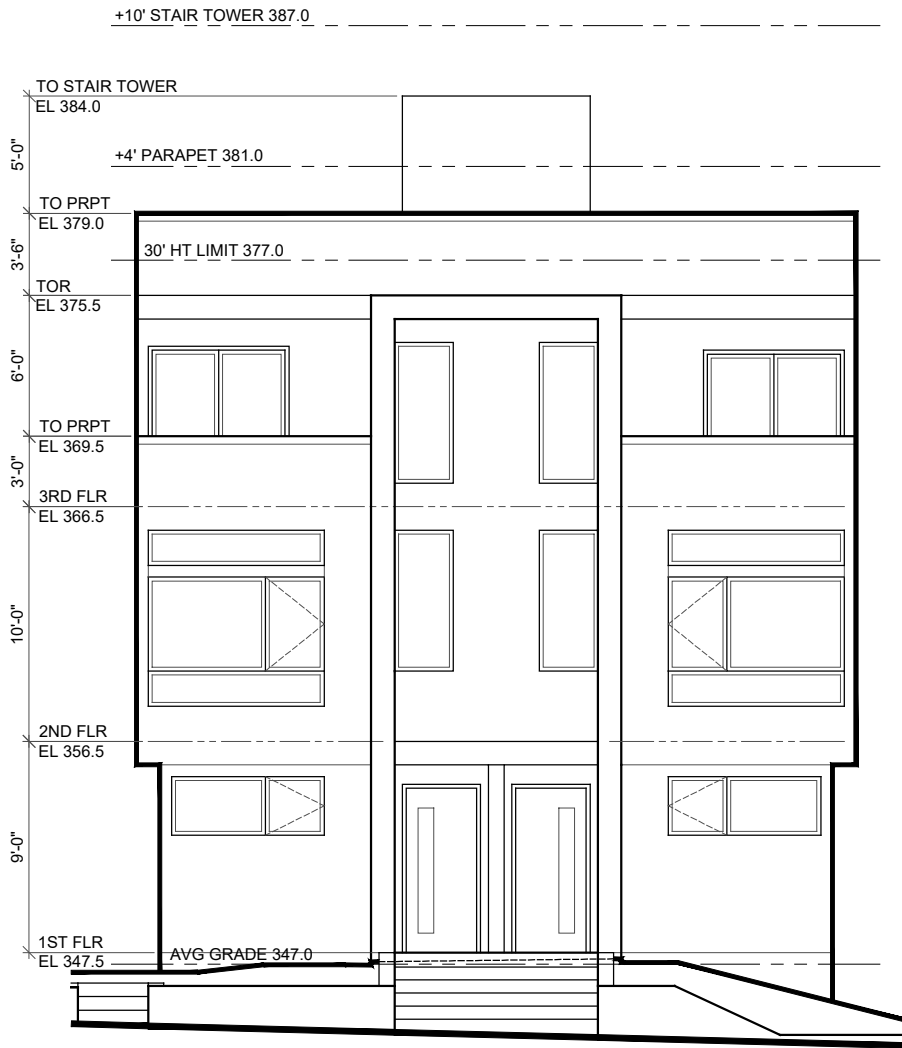 +10' STAIR TOWER 387.0
TO STAIR TOWER
EL 384.0
5'-0"
+4' PARAPET 381.0
TO PRPT
EL 379.0
3'-6"
30' HT LIMIT 377.0
TOR
EL 375.5
6'-0"
TO PRPT
EL 369.5
3'-0"
3RD FLR
EL 366.5
10'-0"
2ND FLR
EL 356.5
9'-0"
1ST FLR
EL 347.5
AVG GRADE 347.0